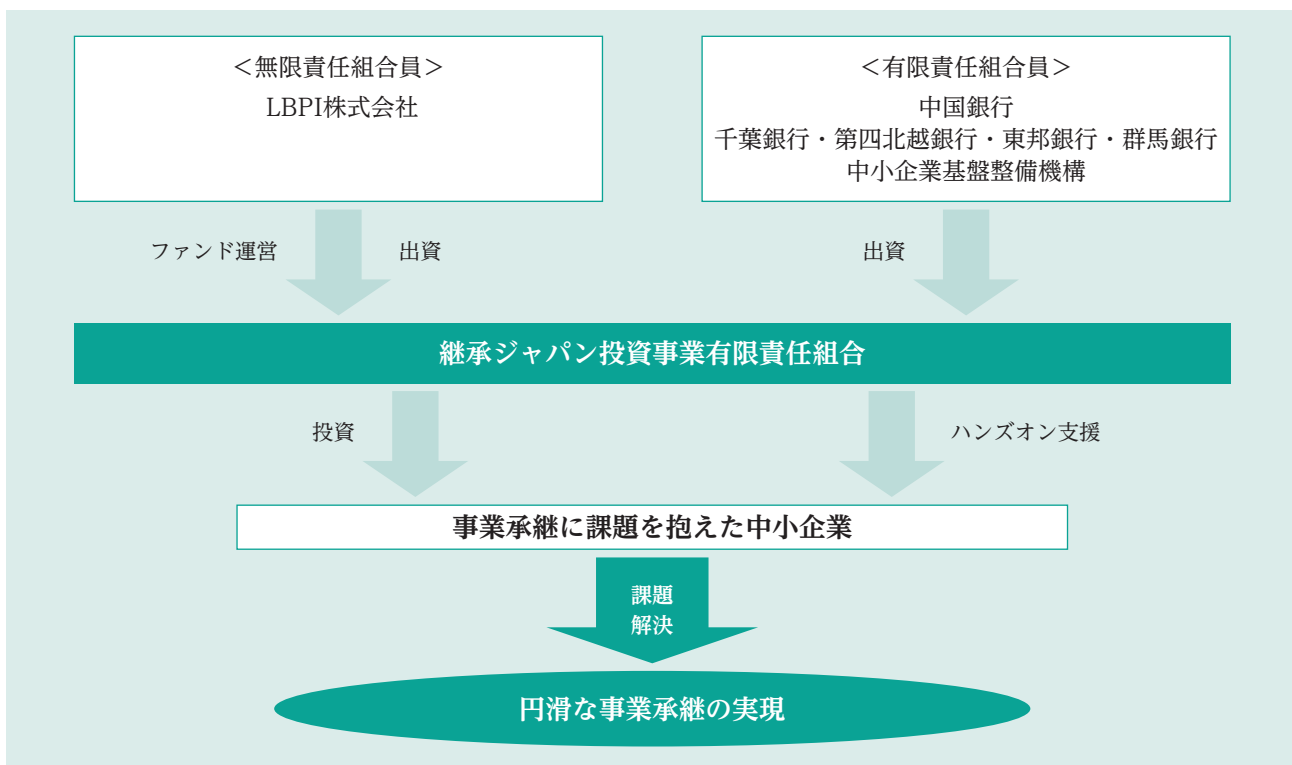 ＜無限責任組合員＞
LBPI株式会社
＜有限責任組合員＞
中国銀行
千葉銀行・第四北越銀行・東邦銀行・群馬銀行
中小企業基盤整備機構
ファンド運営
出資
出資
継承ジャパン投資事業有限責任組合
投資
ハンズオン支援
事業承継に課題を抱えた中小企業
課題
解決
円滑な事業承継の実現